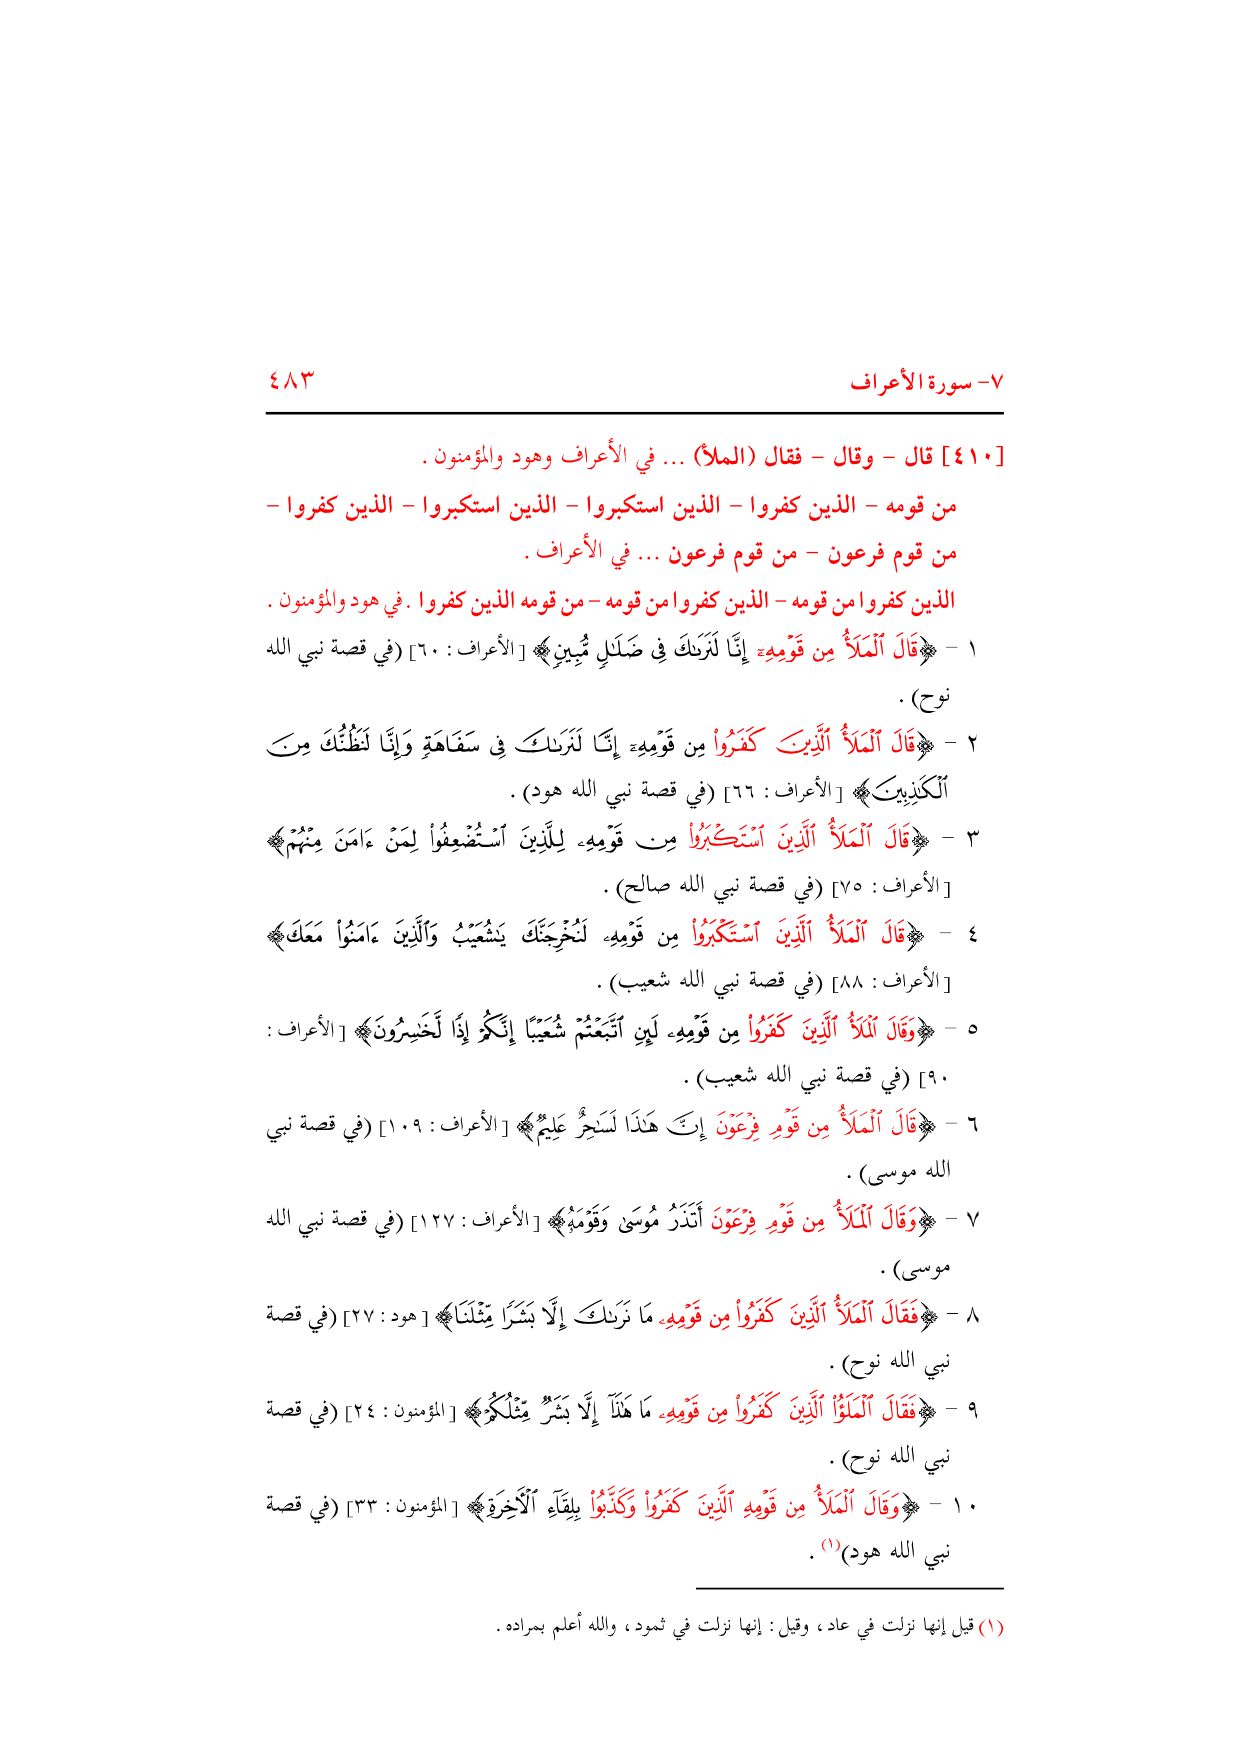 ٧- سورة الأعراف ٤٨٣
[٤١٠] قال - وقال - فقال (الملأ) ... في الأعراف وهود والمؤمنون .
من قومه - الذين كفروا - الذين استكبروا - الذين استكبروا - الذين كفروا -
من قوم فرعون - من قوم فرعون ... في الأعراف .
الذين كفروا من قومه - الذين كفروا من قومه - من قومه الذين كفروا . في هود والمؤمنون .
١ - ﴿قَالَ ٱلْمَلَأُ مِن قَوْمِهِۦٓ إِنَّا لَنَرَىٰكَ فِى ضَلَٰلٍ مُّبِينٍ﴾ [الأعراف : ٦٠] (في قصة نبي الله
نوح) .
٢ - ﴿قَالَ ٱلْمَلَأُ ٱلَّذِينَ كَفَرُوا۟ مِن قَوْمِهِۦٓ إِنَّا لَنَرَىٰكَ فِى سَفَاهَةٍ وَإِنَّا لَنَظُنُّكَ مِنَ
ٱلْكَٰذِبِينَ﴾ [الأعراف : ٦٦] (في قصة نبي الله هود) .
٣ - ﴿قَالَ ٱلْمَلَأُ ٱلَّذِينَ ٱسْتَكْبَرُوا۟ مِن قَوْمِهِۦ لِلَّذِينَ ٱسْتُضْعِفُوا۟ لِمَنْ ءَامَنَ مِنْهُمْ﴾
[الأعراف : ٧٥] (في قصة نبي الله صالح) .
٤ - ﴿قَالَ ٱلْمَلَأُ ٱلَّذِينَ ٱسْتَكْبَرُوا۟ مِن قَوْمِهِۦ لَنُخْرِجَنَّكَ يَٰشُعَيْبُ وَٱلَّذِينَ ءَامَنُوا۟ مَعَكَ﴾
[الأعراف : ٨٨] (في قصة نبي الله شعيب) .
٥ - ﴿وَقَالَ ٱلْمَلَأُ ٱلَّذِينَ كَفَرُوا۟ مِن قَوْمِهِۦ لَئِنِ ٱتَّبَعْتُمْ شُعَيْبًا إِنَّكُمْ إِذًا لَّخَٰسِرُونَ﴾ [الأعراف :
٩٠] (في قصة نبي الله شعيب) .
٦ - ﴿قَالَ ٱلْمَلَأُ مِن قَوْمِ فِرْعَوْنَ إِنَّ هَٰذَا لَسَٰحِرٌ عَلِيمٌ﴾ [الأعراف : ١٠٩] (في قصة نبي
الله موسى) .
٧ - ﴿وَقَالَ ٱلْمَلَأُ مِن قَوْمِ فِرْعَوْنَ أَتَذَرُ مُوسَىٰ وَقَوْمَهُۥ﴾ [الأعراف : ١٢٧] (في قصة نبي الله
موسى) .
٨ - ﴿فَقَالَ ٱلْمَلَأُ ٱلَّذِينَ كَفَرُوا۟ مِن قَوْمِهِۦ مَا نَرَىٰكَ إِلَّا بَشَرًا مِّثْلَنَا﴾ [هود : ٢٧] (في قصة
نبي الله نوح) .
٩ - ﴿فَقَالَ ٱلْمَلَؤُا۟ ٱلَّذِينَ كَفَرُوا۟ مِن قَوْمِهِۦ مَا هَٰذَآ إِلَّا بَشَرٌ مِّثْلُكُمْ﴾ [المؤمنون : ٢٤] (في قصة
نبي الله نوح) .
١٠ - ﴿وَقَالَ ٱلْمَلَأُ مِن قَوْمِهِ ٱلَّذِينَ كَفَرُوا۟ وَكَذَّبُوا۟ بِلِقَآءِ ٱلْأَخِرَةِ﴾ [المؤمنون : ٣٣] (في قصة
نبي الله هود)(١) .
(١) قيل إنها نزلت في عاد ، وقيل : إنها نزلت في ثمود ، والله أعلم بمراده .